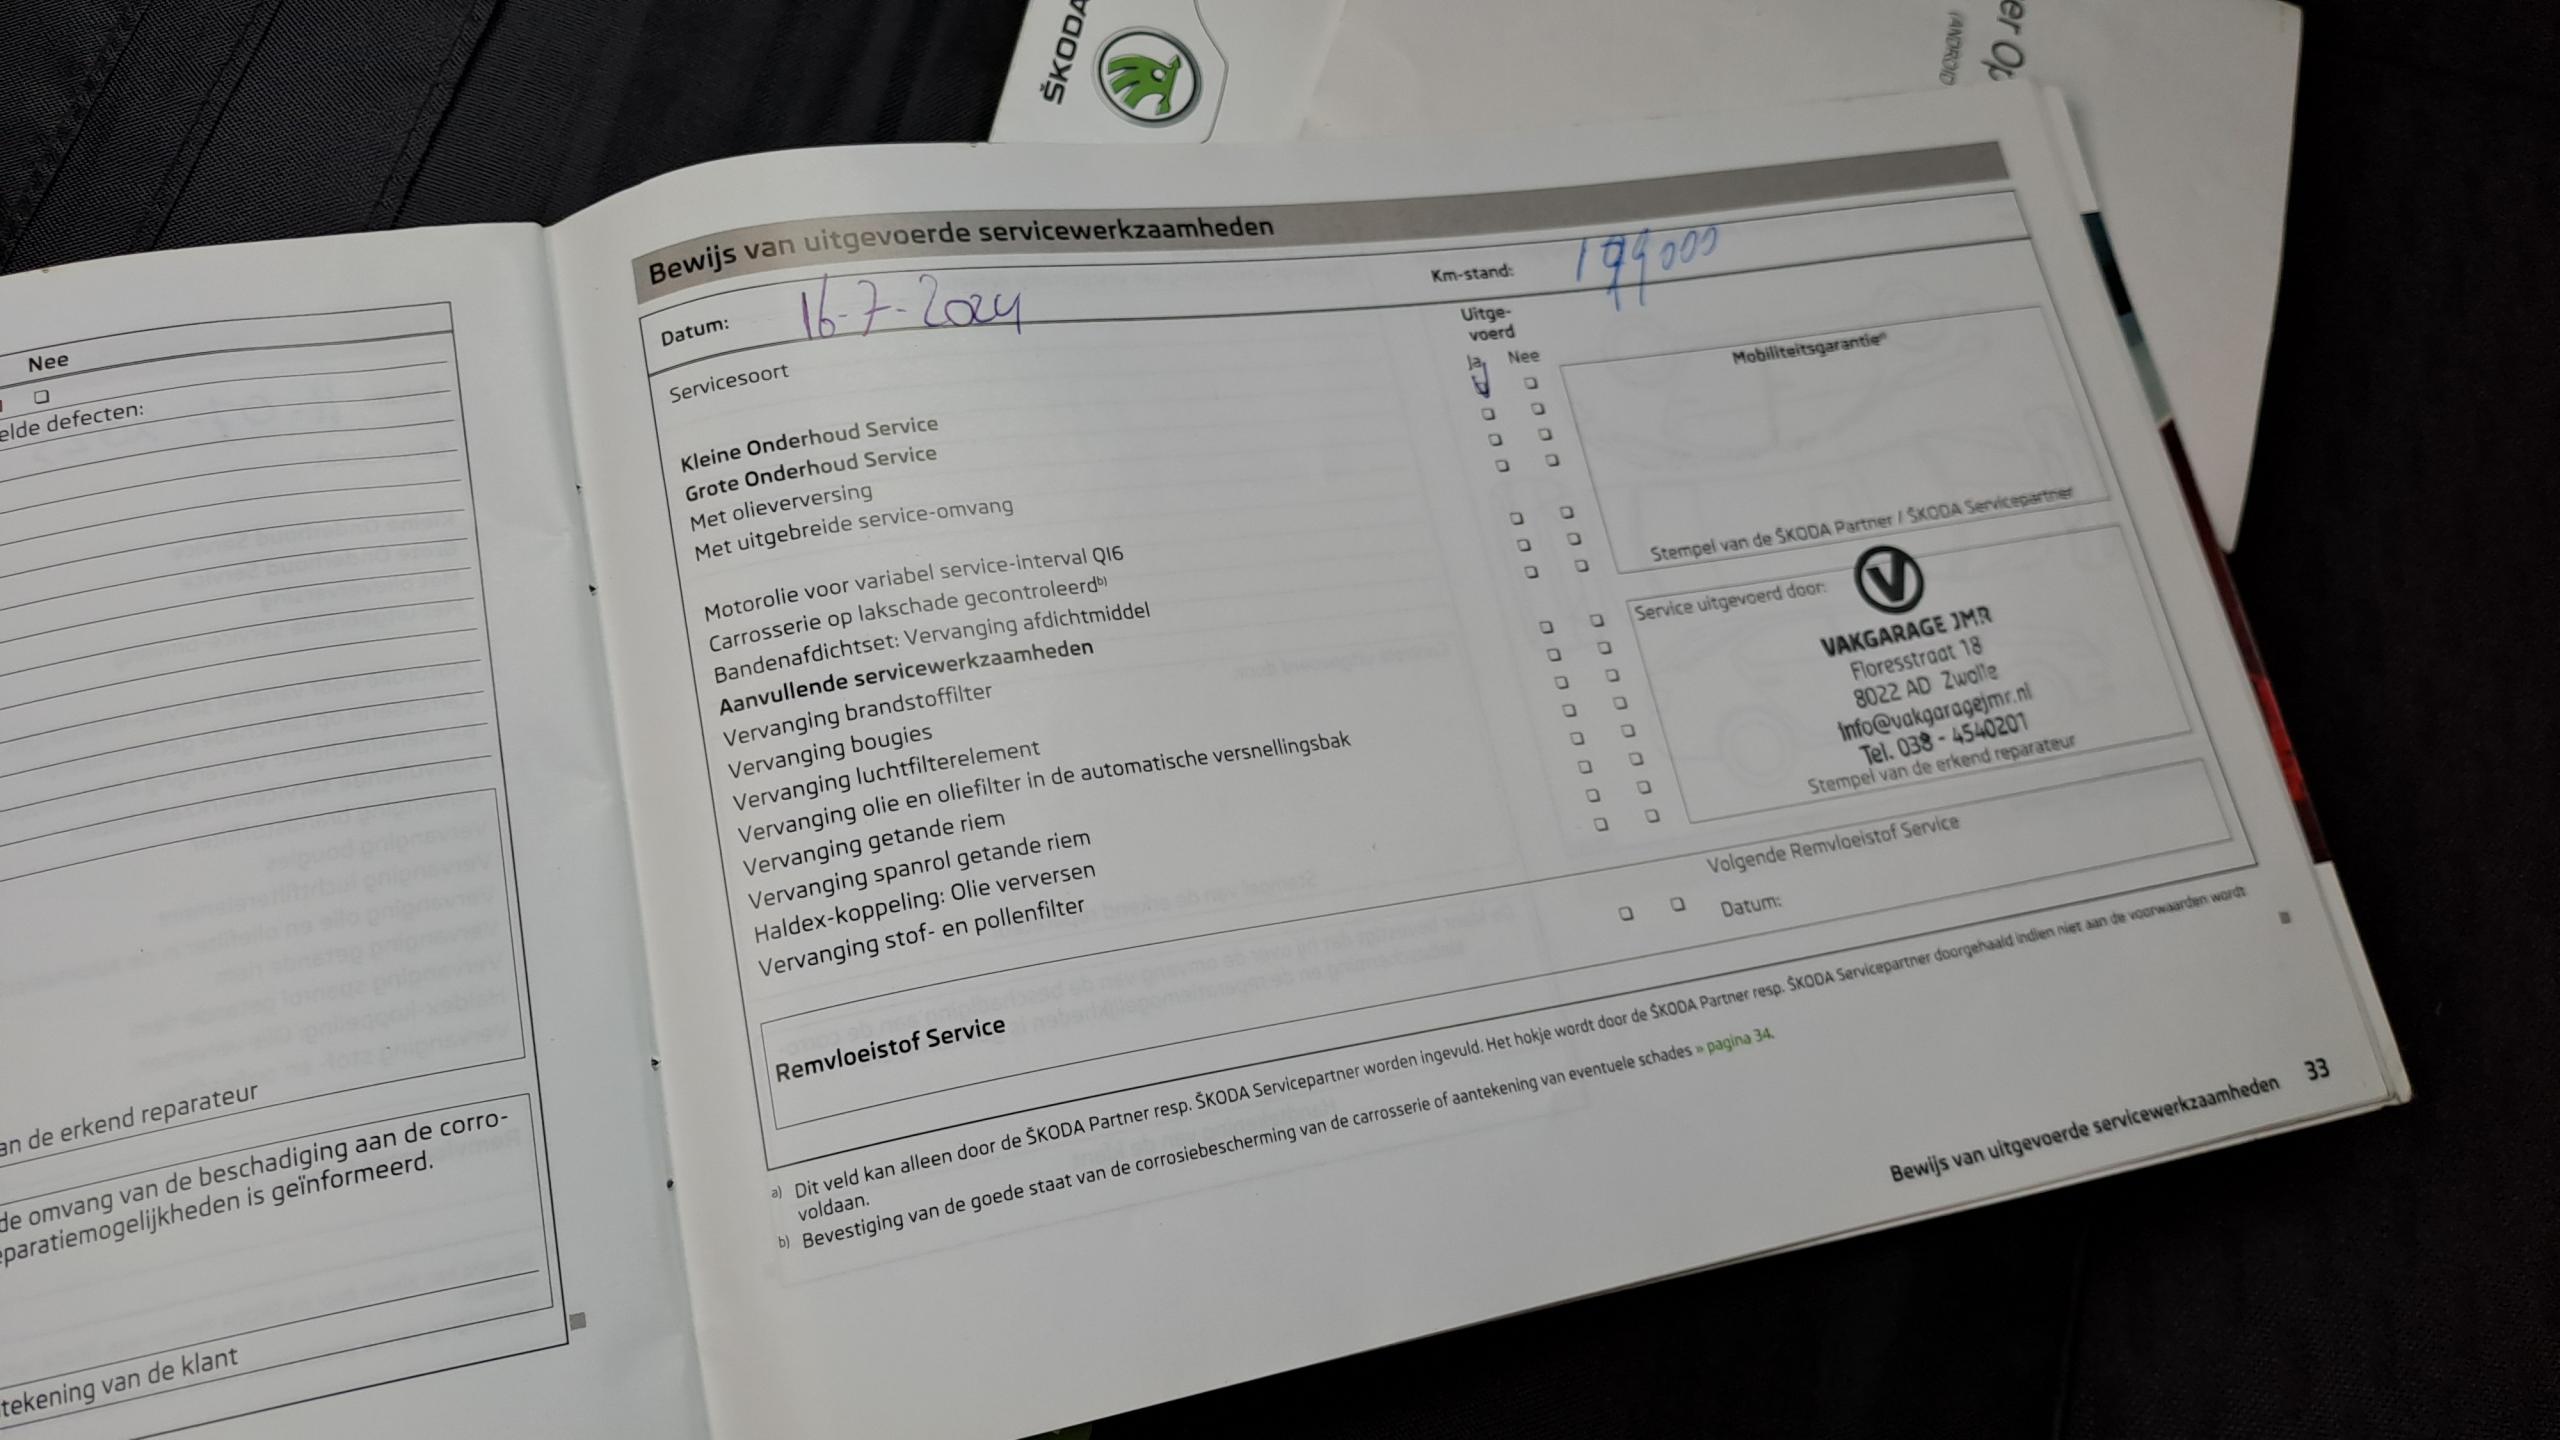 ŠKODA
er Op
(ANDROID
Nee
elde defecten:
an de erkend reparateur
de omvang van de beschadiging aan de corro-
eparatiemogelijkheden is geïnformeerd.
tekening van de klant
Bewijs van uitgevoerde servicewerkzaamheden
Datum: 16-7-2024
Km-stand: 199000
Servicesoort
Uitge-
voerd
Ja Nee
Kleine Onderhoud Service
Grote Onderhoud Service
Met olieverversing
Met uitgebreide service-omvang
Motorolie voor variabel service-interval QI6
Carrosserie op lakschade gecontroleerd b)
Bandenafdichtset: Vervanging afdichtmiddel
Aanvullende servicewerkzaamheden
Vervanging brandstoffilter
Vervanging bougies
Vervanging luchtfilterelement
Vervanging olie en oliefilter in de automatische versnellingsbak
Vervanging getande riem
Vervanging spanrol getande riem
Haldex-koppeling: Olie verversen
Vervanging stof- en pollenfilter
Mobiliteitsgarantie a)
Stempel van de ŠKODA Partner / ŠKODA Servicepartner
Service uitgevoerd door:
V
VAKGARAGE JMR
Floresstraat 18
8022 AD Zwolle
Info@vakgaragejmr.nl
Tel. 038 - 4540201
Stempel van de erkend reparateur
Remvloeistof Service
Volgende Remvloeistof Service
Datum:
a) Dit veld kan alleen door de ŠKODA Partner resp. ŠKODA Servicepartner worden ingevuld. Het hokje wordt door de ŠKODA Partner resp. ŠKODA Servicepartner doorgehaald indien niet aan de voorwaarden wordt
voldaan.
b) Bevestiging van de goede staat van de corrosiebescherming van de carrosserie of aantekening van eventuele schades » pagina 34.
Bewijs van uitgevoerde servicewerkzaamheden 33